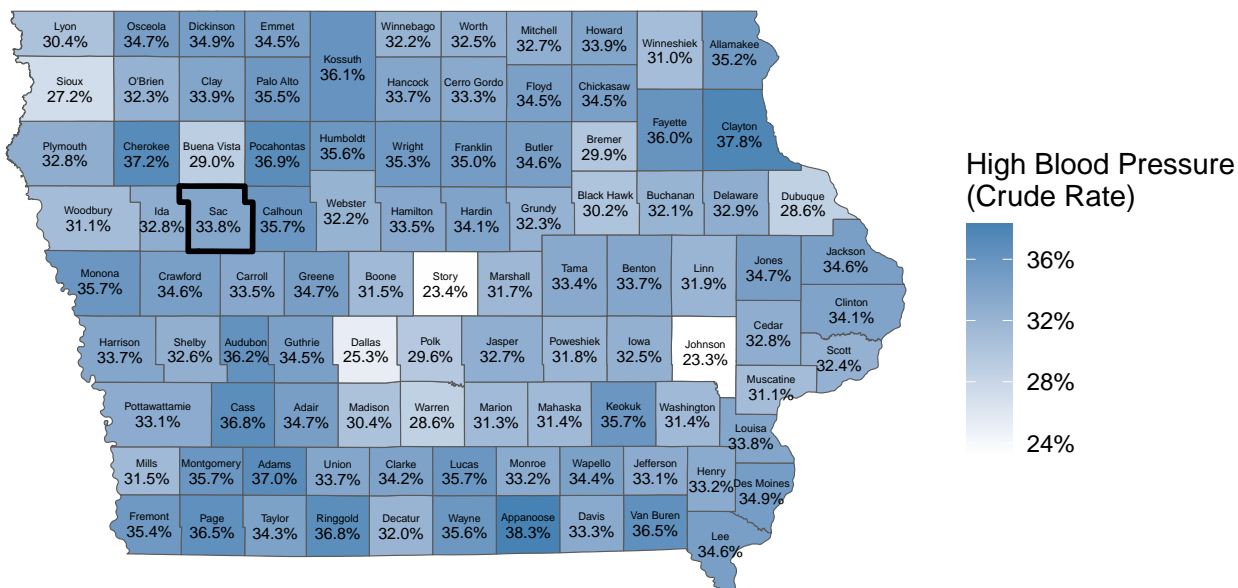 Lyon Osceola Dickinson Emmet Winnebago Worth Mitchell Howard
30.4% 34.7% 34.9% 34.5% 32.2% 32.5% 32.7% 33.9%
Winneshiek Allamakee
31.0% 35.2%
Kossuth
36.1%
Sioux O'Brien Clay Palo Alto Hancock Cerro Gordo Floyd Chickasaw
27.2% 32.3% 33.9% 35.5% 33.7% 33.3% 34.5% 34.5%
Fayette Clayton
36.0% 37.8%
Plymouth Cherokee Buena Vista Pocahontas Humboldt Wright Franklin Butler Bremer
32.8% 37.2% 29.0% 36.9% 35.6% 35.3% 35.0% 34.6% 29.9%
High Blood Pressure
(Crude Rate)
Woodbury Ida Sac Calhoun Webster Hamilton Hardin Grundy Black Hawk Buchanan Delaware Dubuque
31.1% 32.8% 33.8% 35.7% 32.2% 33.5% 34.1% 32.3% 30.2% 32.1% 32.9% 28.6%
Monona Crawford Carroll Greene Boone Story Marshall Tama Benton Linn Jones Jackson
35.7% 34.6% 33.5% 34.7% 31.5% 23.4% 31.7% 33.4% 33.7% 31.9% 34.7% 34.6%
36%
Clinton
34.1%
32%
Harrison Shelby Audubon Guthrie Dallas Polk Jasper Poweshiek Iowa Johnson Cedar Scott
33.7% 32.6% 36.2% 34.5% 25.3% 29.6% 32.7% 31.8% 32.5% 23.3% 32.8% 32.4%
28%
Muscatine
31.1%
Pottawattamie Cass Adair Madison Warren Marion Mahaska Keokuk Washington
33.1% 36.8% 34.7% 30.4% 28.6% 31.3% 31.4% 35.7% 31.4%
Louisa
33.8%
24%
Mills Montgomery Adams Union Clarke Lucas Monroe Wapello Jefferson Henry
31.5% 35.7% 37.0% 33.7% 34.2% 35.7% 33.2% 34.4% 33.1% 33.2%
Des Moines
34.9%
Fremont Page Taylor Ringgold Decatur Wayne Appanoose Davis Van Buren
35.4% 36.5% 34.3% 36.8% 32.0% 35.6% 38.3% 33.3% 36.5%
Lee
34.6%